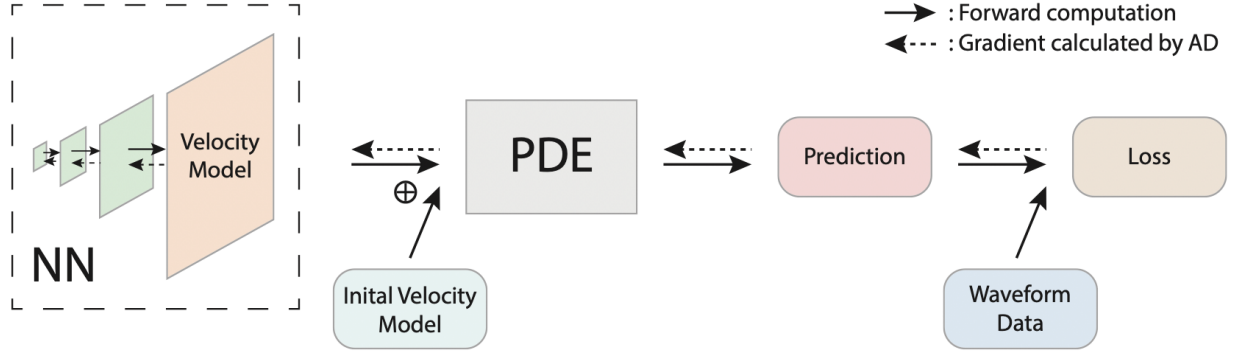 : Forward computation
: Gradient calculated by AD
Velocity
Model
NN
PDE
Prediction
Loss
Inital Velocity
Model
Waveform
Data